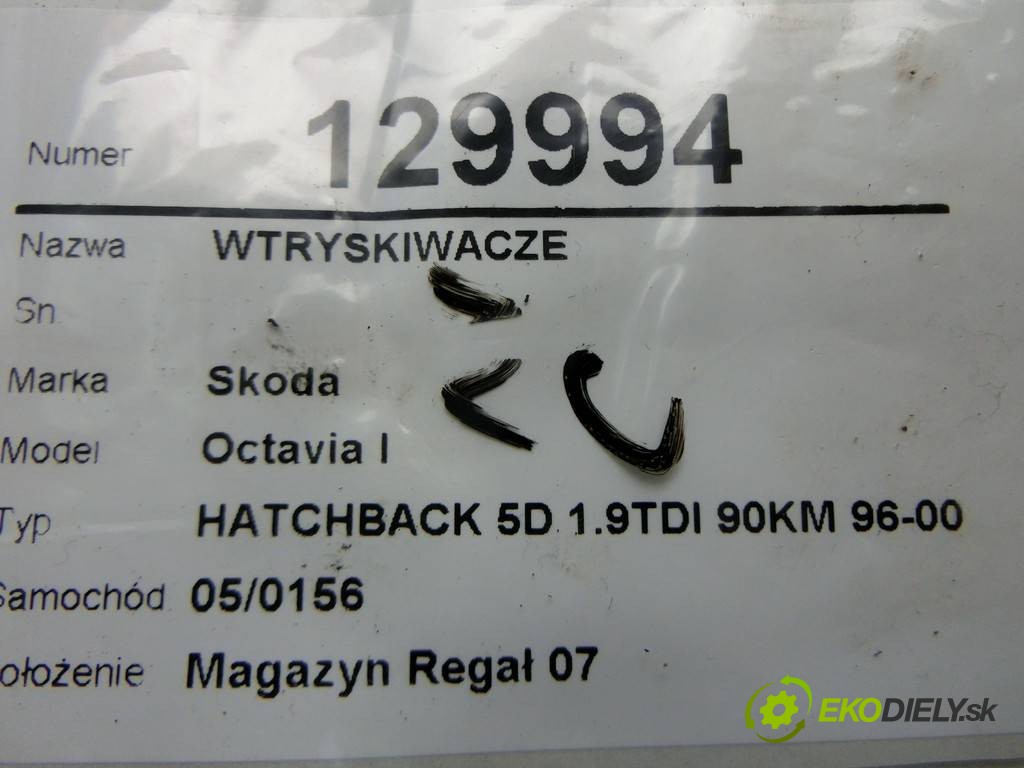 Numer 129994
Nazwa WTRYSKIWACZE
Sn
Marka Skoda
Model Octavia I
Typ HATCHBACK 5D 1.9TDI 90KM 96-00
Samochód 05/0156
ołożenie Magazyn Regał 07
EKODIELY.sk